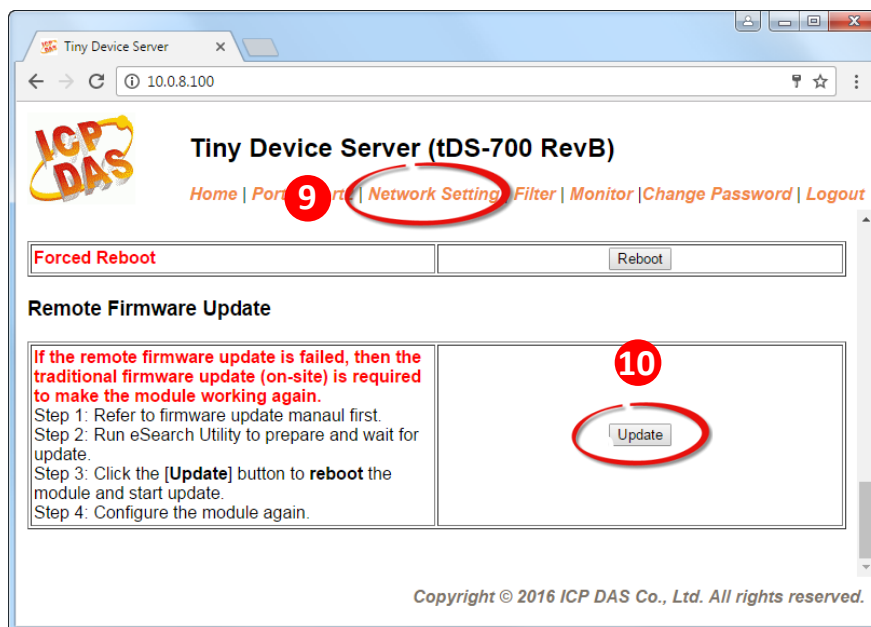 Tiny Device Server
10.0.8.100
ICP
DAS
Tiny Device Server (tDS-700 RevB)
Home | Por | Network Setting Filter | Monitor |Change Password | Logout
9
Forced Reboot
Reboot
Remote Firmware Update
If the remote firmware update is failed, then the
traditional firmware update (on-site) is required
to make the module working again.
Step 1: Refer to firmware update manaul first.
Step 2: Run eSearch Utility to prepare and wait for
update.
Step 3: Click the [Update] button to reboot the
module and start update.
Step 4: Configure the module again.
10
Update
Copyright © 2016 ICP DAS Co., Ltd. All rights reserved.